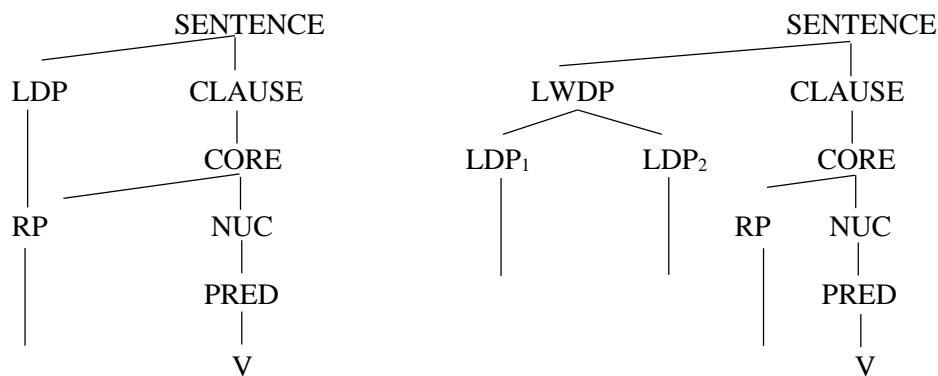 SENTENCE SENTENCE
LDP CLAUSE LWDP CLAUSE
CORE LDP₁ LDP₂ CORE
RP NUC RP NUC
PRED PRED
V V